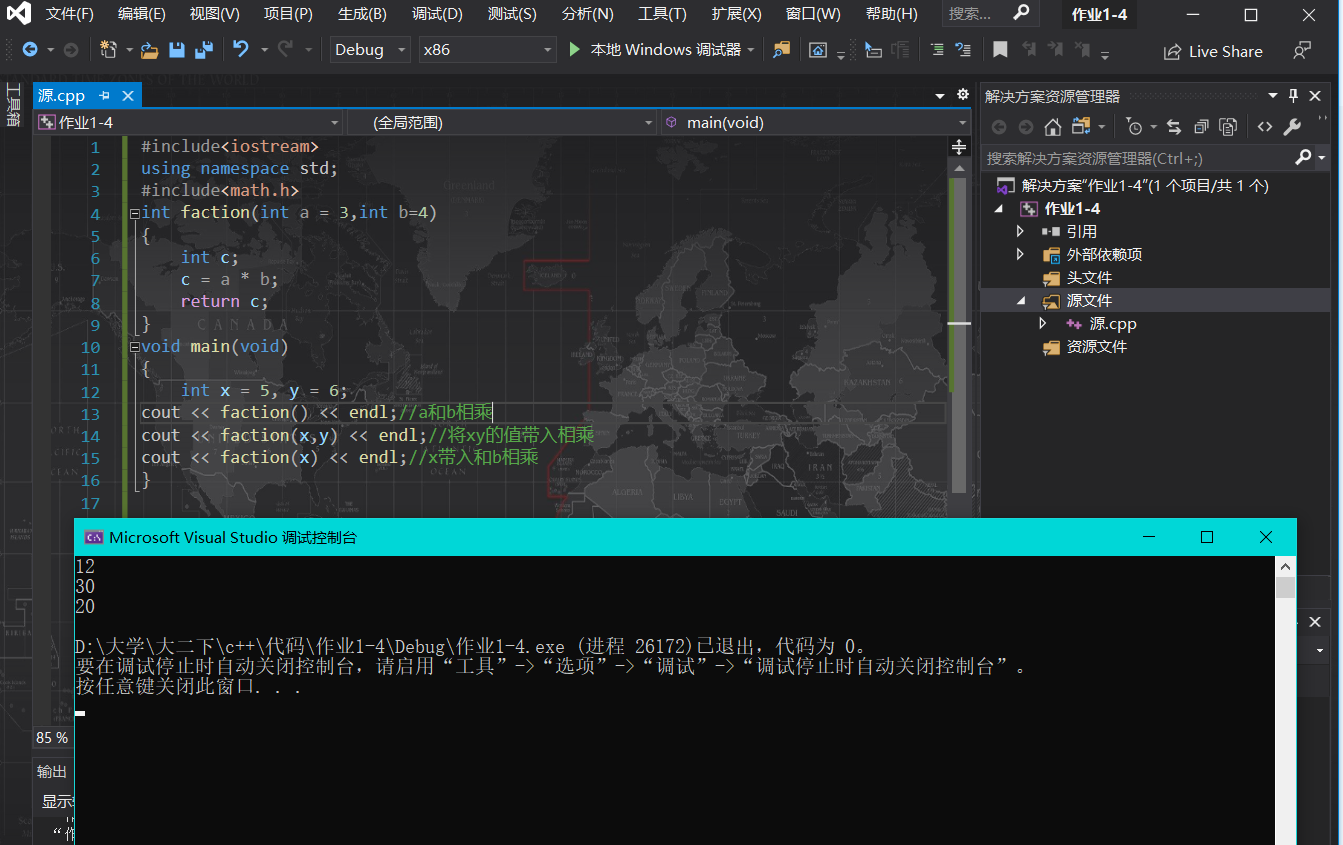 文件(F) 编辑(E) 视图(V) 项目(P) 生成(B) 调试(D) 测试(S) 分析(N) 工具(T) 扩展(X) 窗口(W) 帮助(H) 搜索... 作业1-4
Debug x86 本地 Windows 调试器 Live Share
工具箱
源.cpp
作业1-4 (全局范围) main(void)
1 #include<iostream>
2 using namespace std;
3 #include<math.h>
4 int faction(int a = 3,int b=4)
5 {
6 int c;
7 c = a * b;
8 return c;
9 }
10 void main(void)
11 {
12 int x = 5, y = 6;
13 cout << faction() << endl;//a和b相乘
14 cout << faction(x,y) << endl;//将xy的值带入相乘
15 cout << faction(x) << endl;//x带入和b相乘
16 }
17
解决方案资源管理器
搜索解决方案资源管理器(Ctrl+;)
解决方案"作业1-4"(1 个项目/共 1 个)
作业1-4
引用
外部依赖项
头文件
源文件
源.cpp
资源文件
Microsoft Visual Studio 调试控制台
12
30
20
D:\大学\大二下\c++\代码\作业1-4\Debug\作业1-4.exe (进程 26172)已退出，代码为 0。
要在调试停止时自动关闭控制台，请启用“工具”->“选项”->“调试”->“调试停止时自动关闭控制台”。
按任意键关闭此窗口. . .
85 %
输出